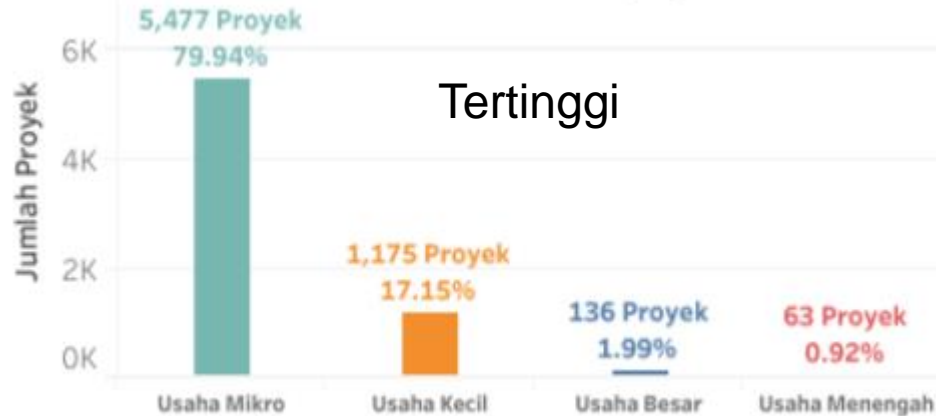 5,477 Proyek
79.94%
Tertinggi
Jumlah Proyek
6K
4K
2K
0K
1,175 Proyek
17.15%
136 Proyek
1.99%
63 Proyek
0.92%
Usaha Mikro
Usaha Kecil
Usaha Besar
Usaha Menengah